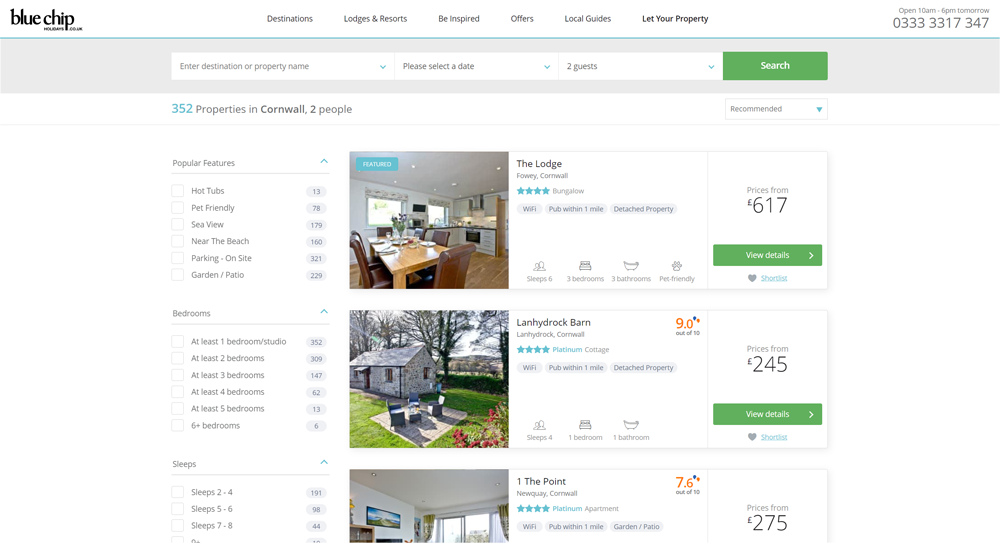 blue chip
HOLIDAYS.CO.UK
Destinations
Lodges & Resorts
Be Inspired
Offers
Local Guides
Let Your Property
Open 10am - 6pm tomorrow
0333 3317 347
Enter destination or property name
Please select a date
2 guests
Search
352 Properties in Cornwall, 2 people
Recommended
Popular Features
Hot Tubs 13
Pet Friendly 78
Sea View 179
Near The Beach 160
Parking - On Site 321
Garden / Patio 229
Bedrooms
At least 1 bedroom/studio 352
At least 2 bedrooms 309
At least 3 bedrooms 147
At least 4 bedrooms 62
At least 5 bedrooms 13
6+ bedrooms 6
Sleeps
Sleeps 2 - 4 191
Sleeps 5 - 6 98
Sleeps 7 - 8 44
FEATURED
The Lodge
Fowey, Cornwall
Bungalow
WiFi Pub within 1 mile Detached Property
Sleeps 6 3 bedrooms 3 bathrooms Pet-friendly
Prices from
£617
View details
Shortlist
Lanhydrock Barn
Lanhydrock, Cornwall
Platinum Cottage
WiFi Pub within 1 mile Detached Property
Sleeps 4 1 bedroom 1 bathroom
9.0
out of 10
Prices from
£245
View details
Shortlist
1 The Point
Newquay, Cornwall
Platinum Apartment
WiFi Pub within 1 mile Garden / Patio
7.6
out of 10
Prices from
£275